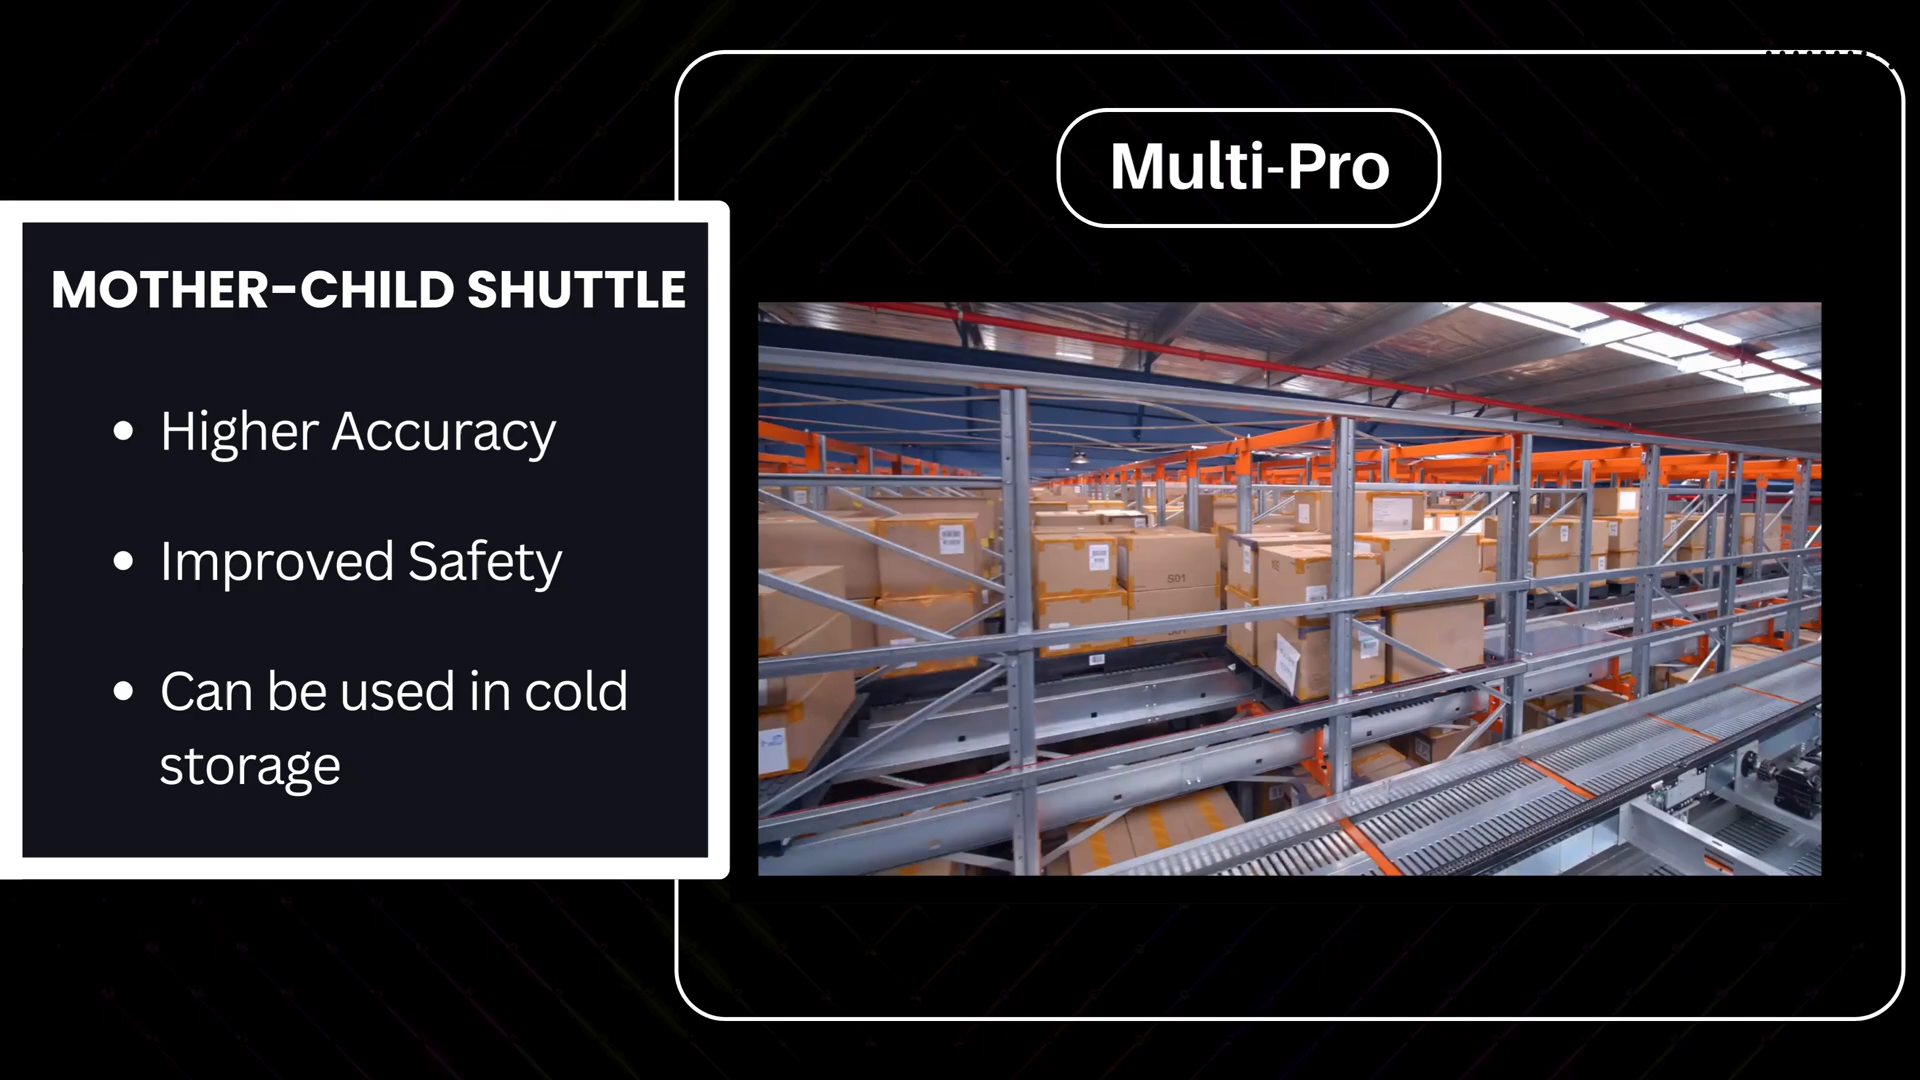 Multi-Pro
MOTHER-CHILD SHUTTLE
• Higher Accuracy
• Improved Safety
• Can be used in cold
storage
S01